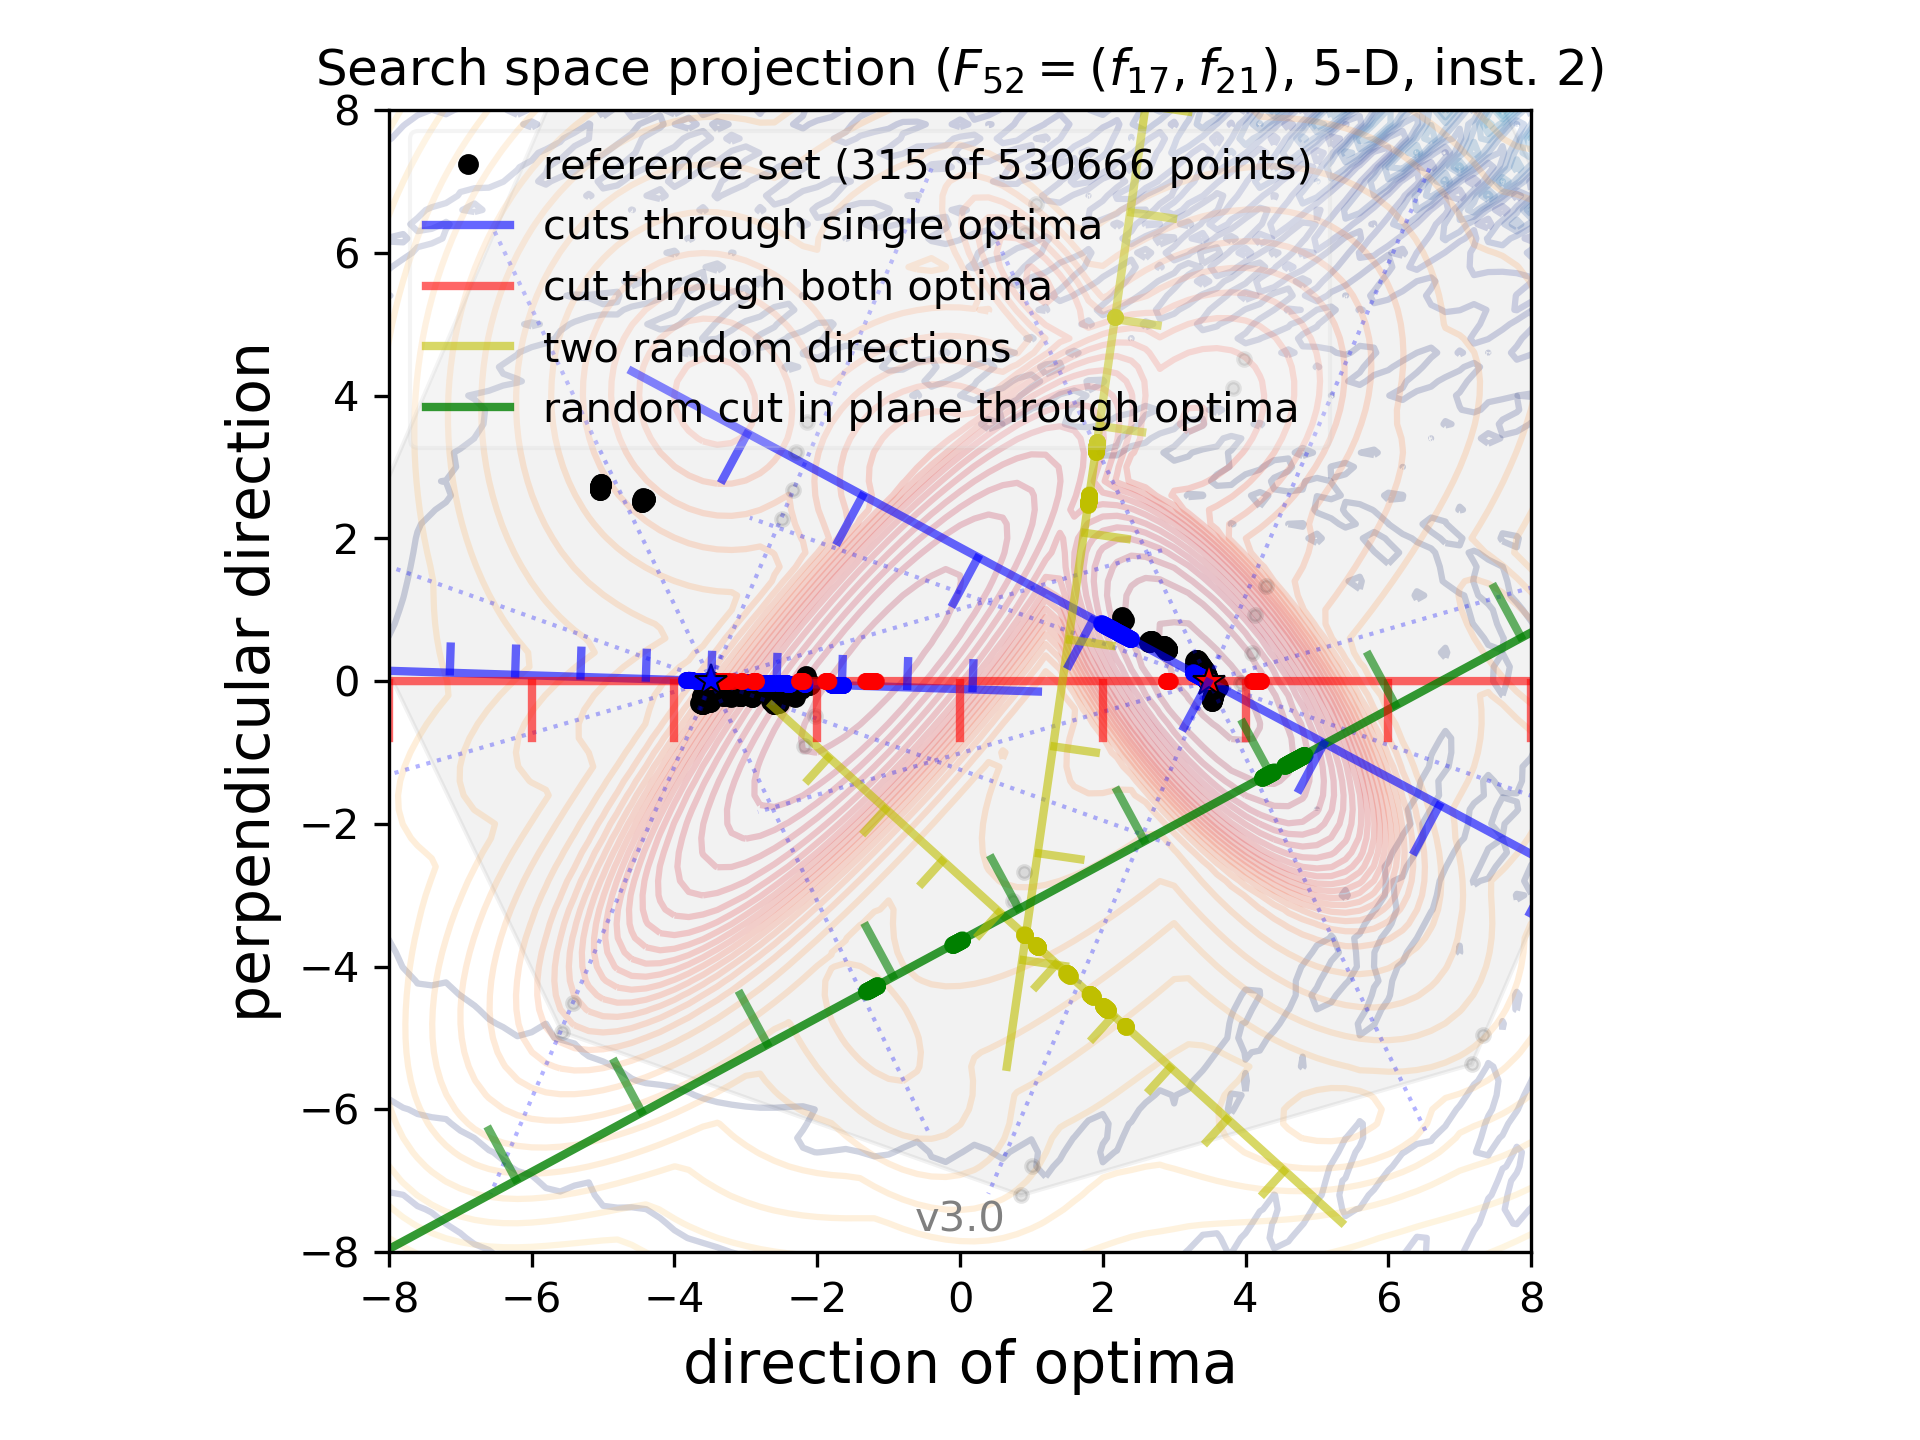 Search space projection (F52 = (f17, f21), 5-D, inst. 2)
reference set (315 of 530666 points)
cuts through single optima
cut through both optima
two random directions
random cut in plane through optima
8
6
4
2
0
−2
−4
−6
−8
perpendicular direction
v3.0
−8 −6 −4 −2 0 2 4 6 8
direction of optima